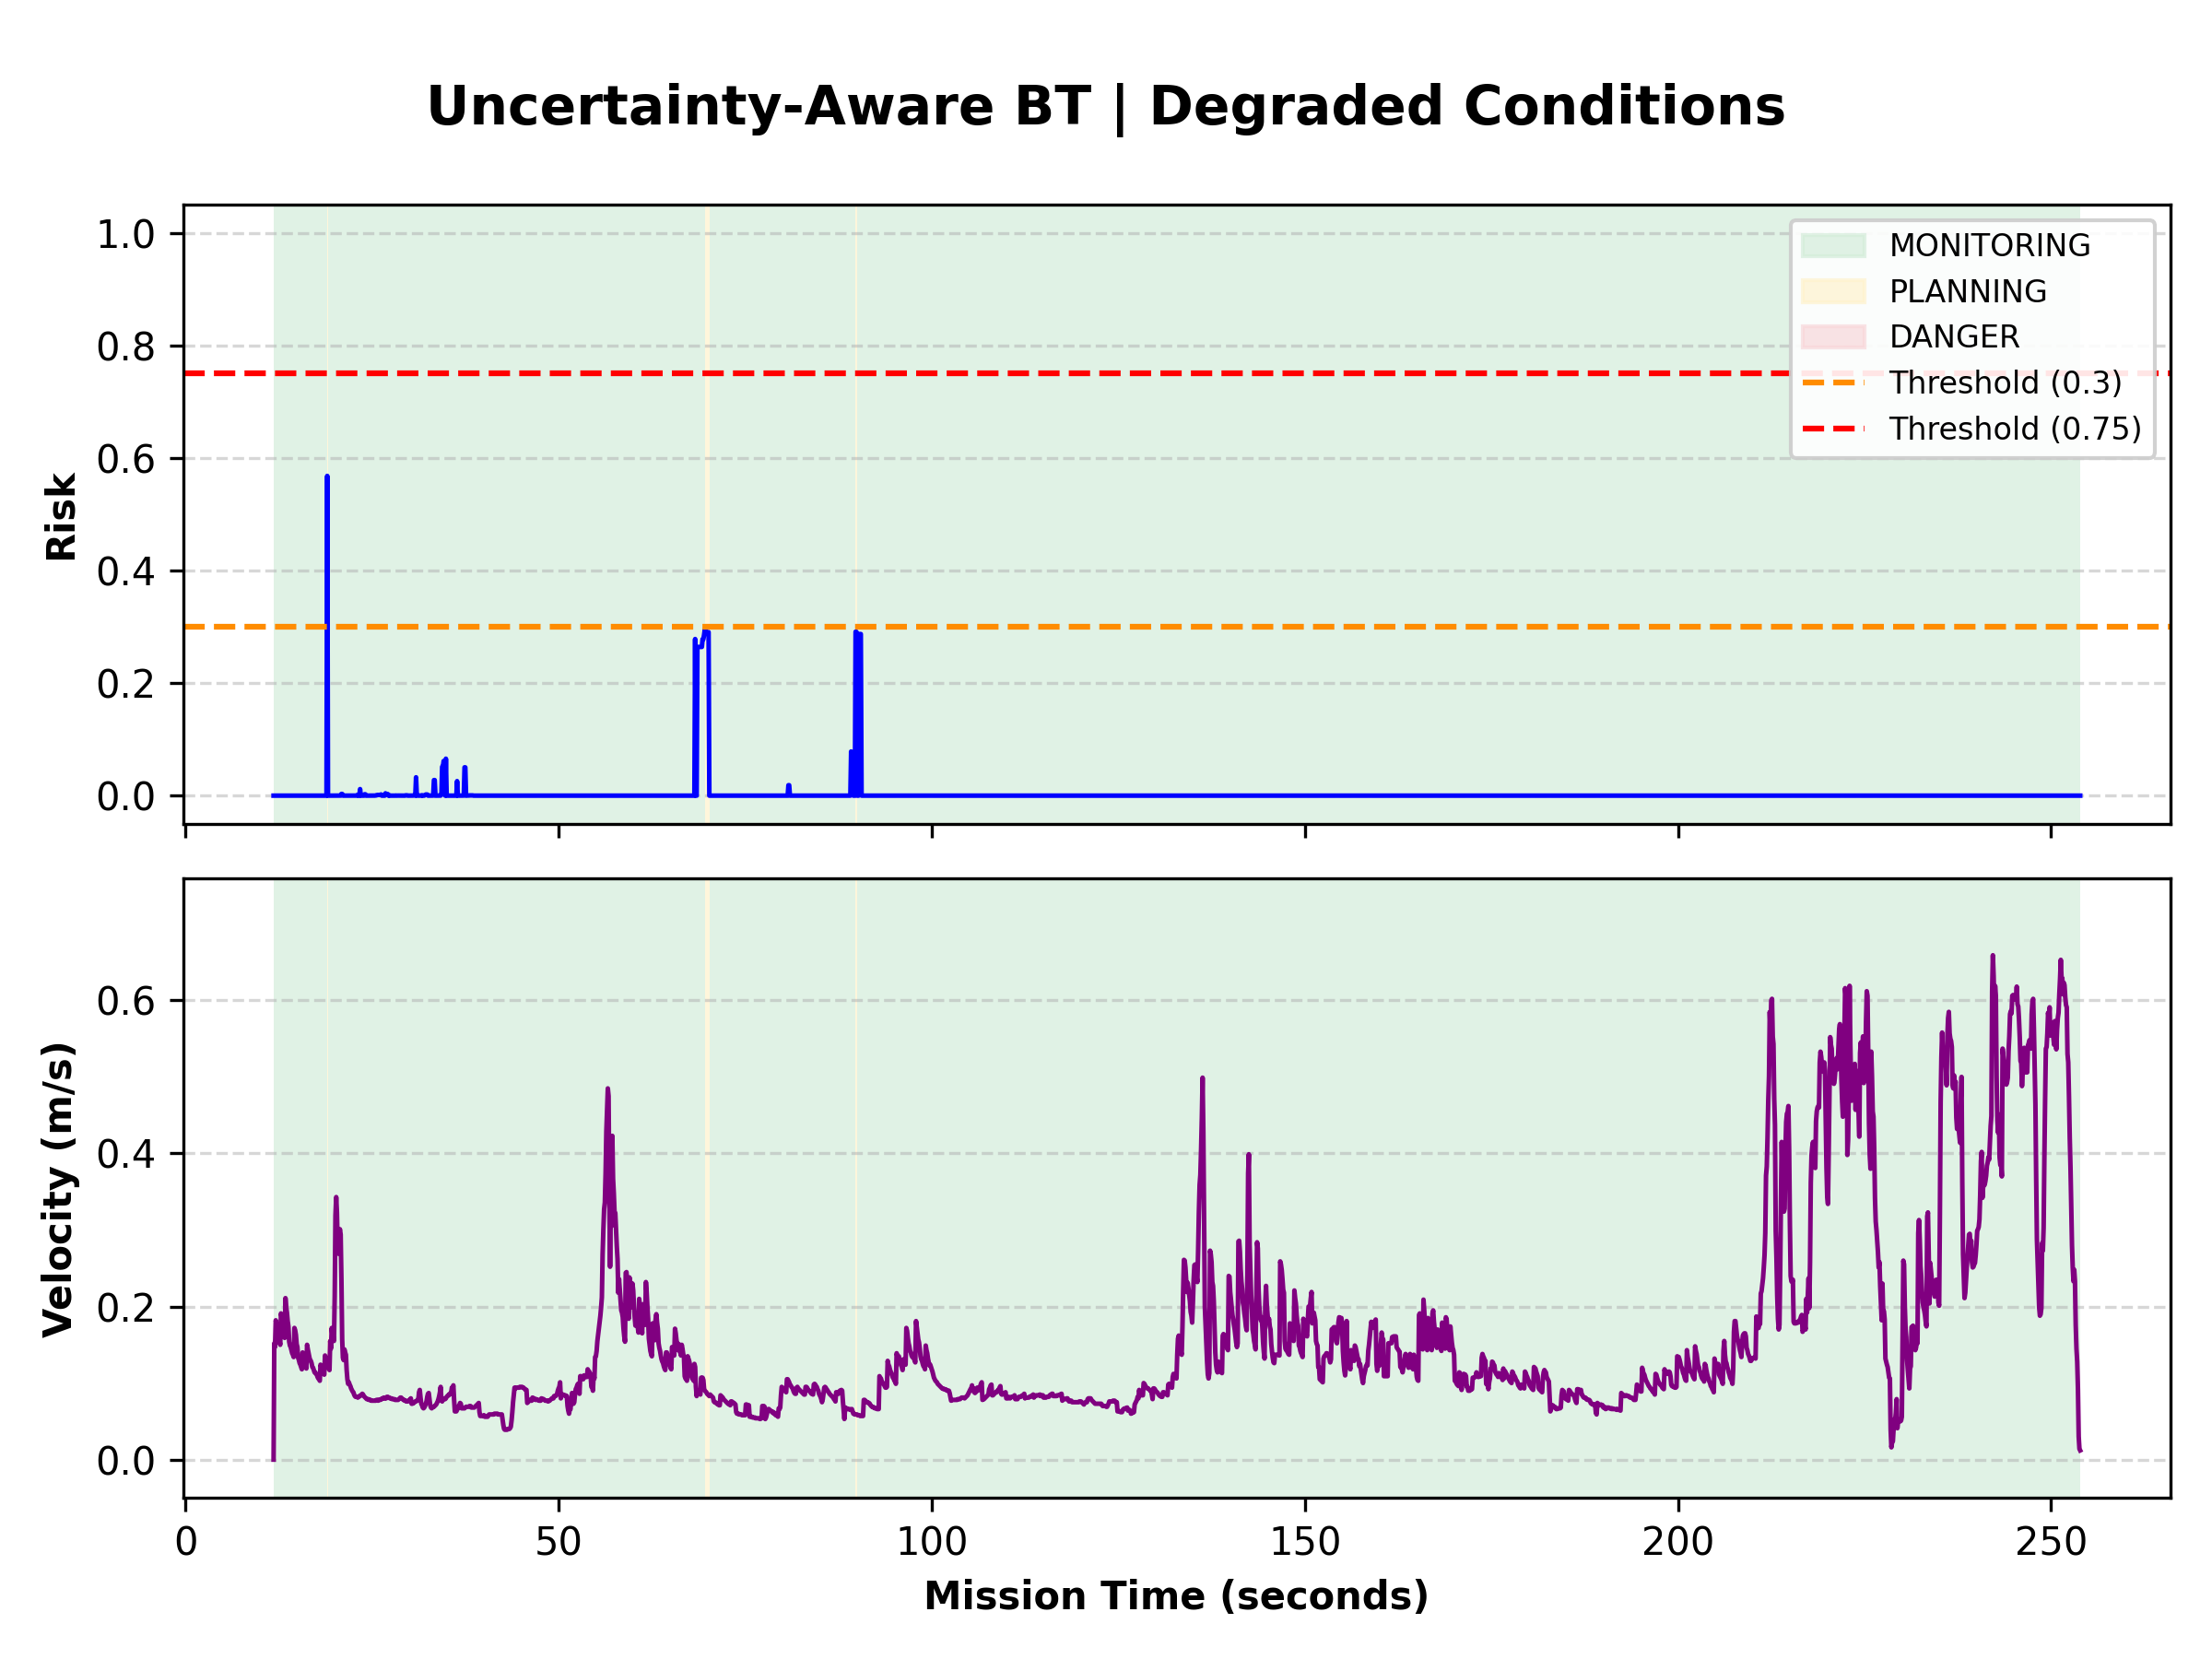 Uncertainty-Aware BT | Degraded Conditions
1.0
0.8
0.6
0.4
0.2
0.0
Risk
MONITORING
PLANNING
DANGER
Threshold (0.3)
Threshold (0.75)
0.6
0.4
0.2
0.0
Velocity (m/s)
0 50 100 150 200 250
Mission Time (seconds)